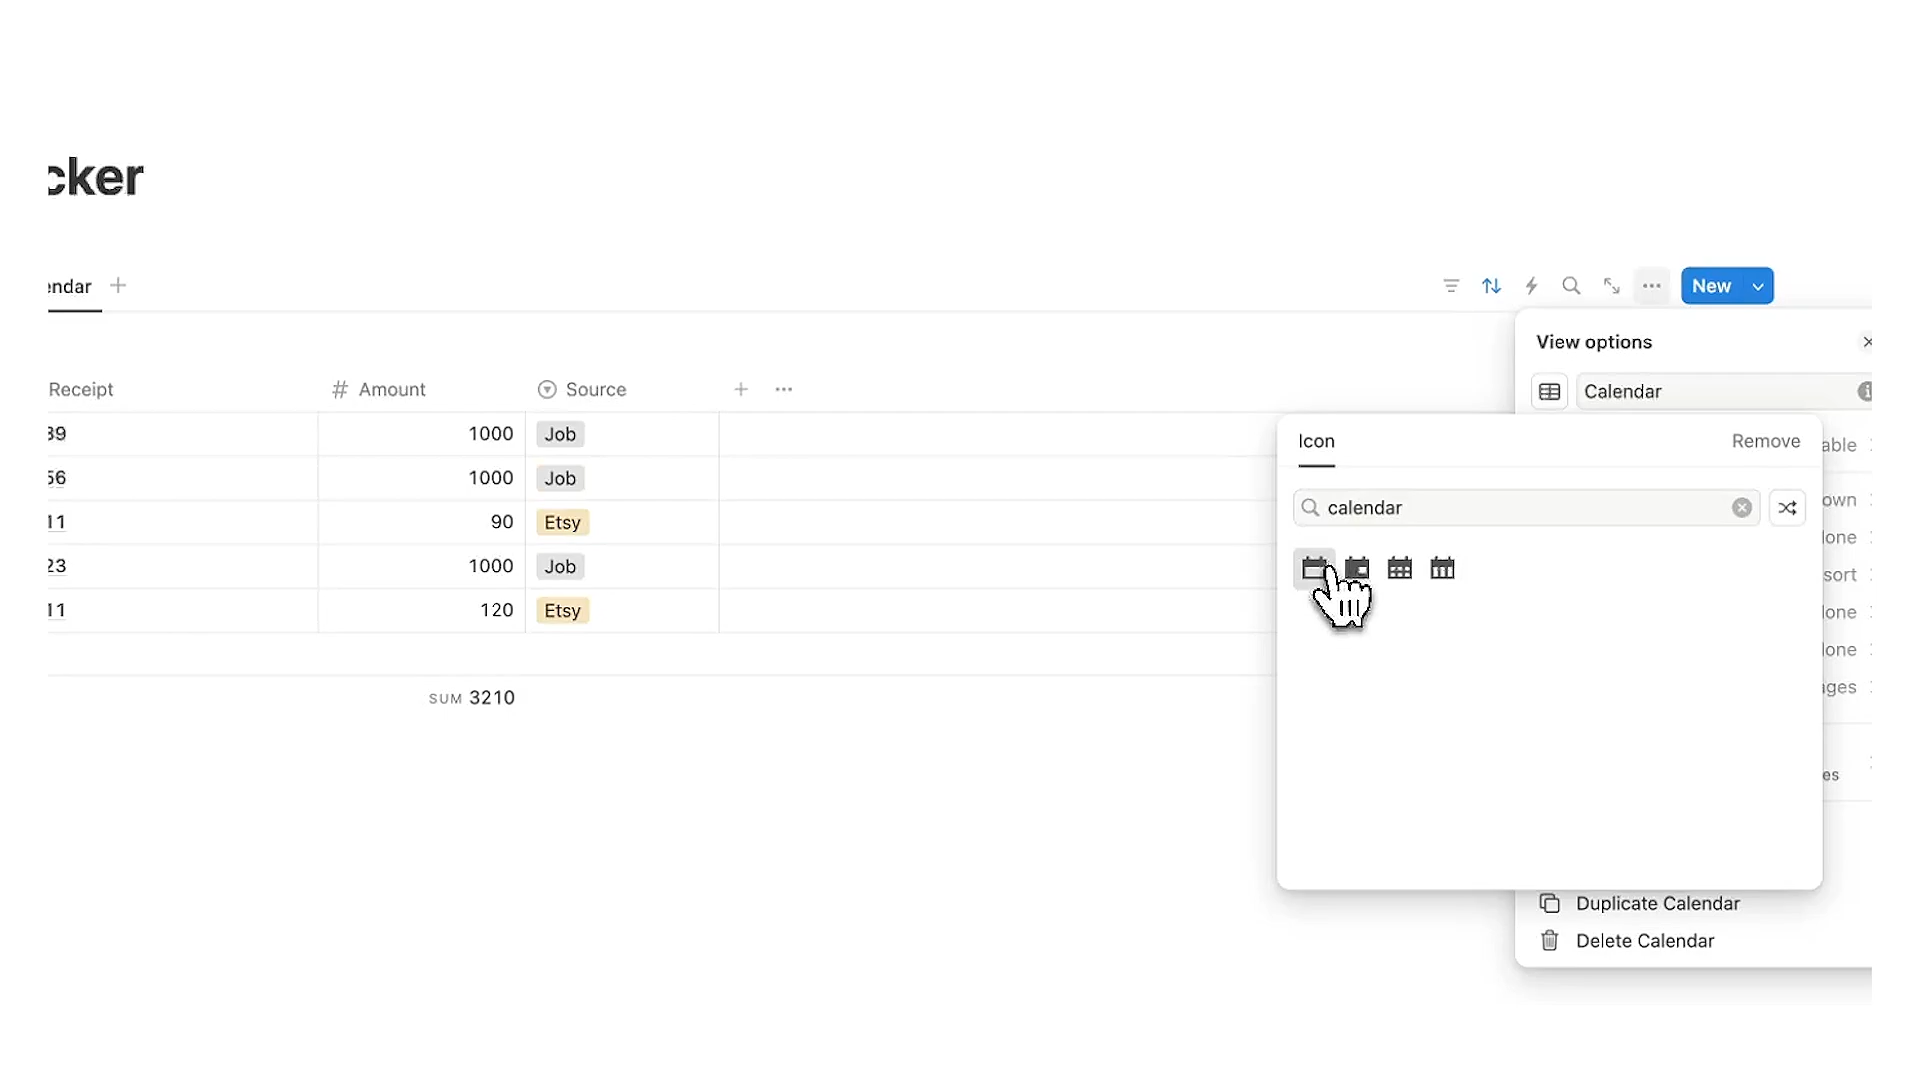 cker
endar
New
View options
Calendar
Receipt
# Amount
Source
Icon
Remove
able
39
1000
Job
calendar
own
56
1000
Job
lone
11
90
Etsy
sort
23
1000
Job
lone
11
120
Etsy
lone
ages
SUM 3210
es
Duplicate Calendar
Delete Calendar